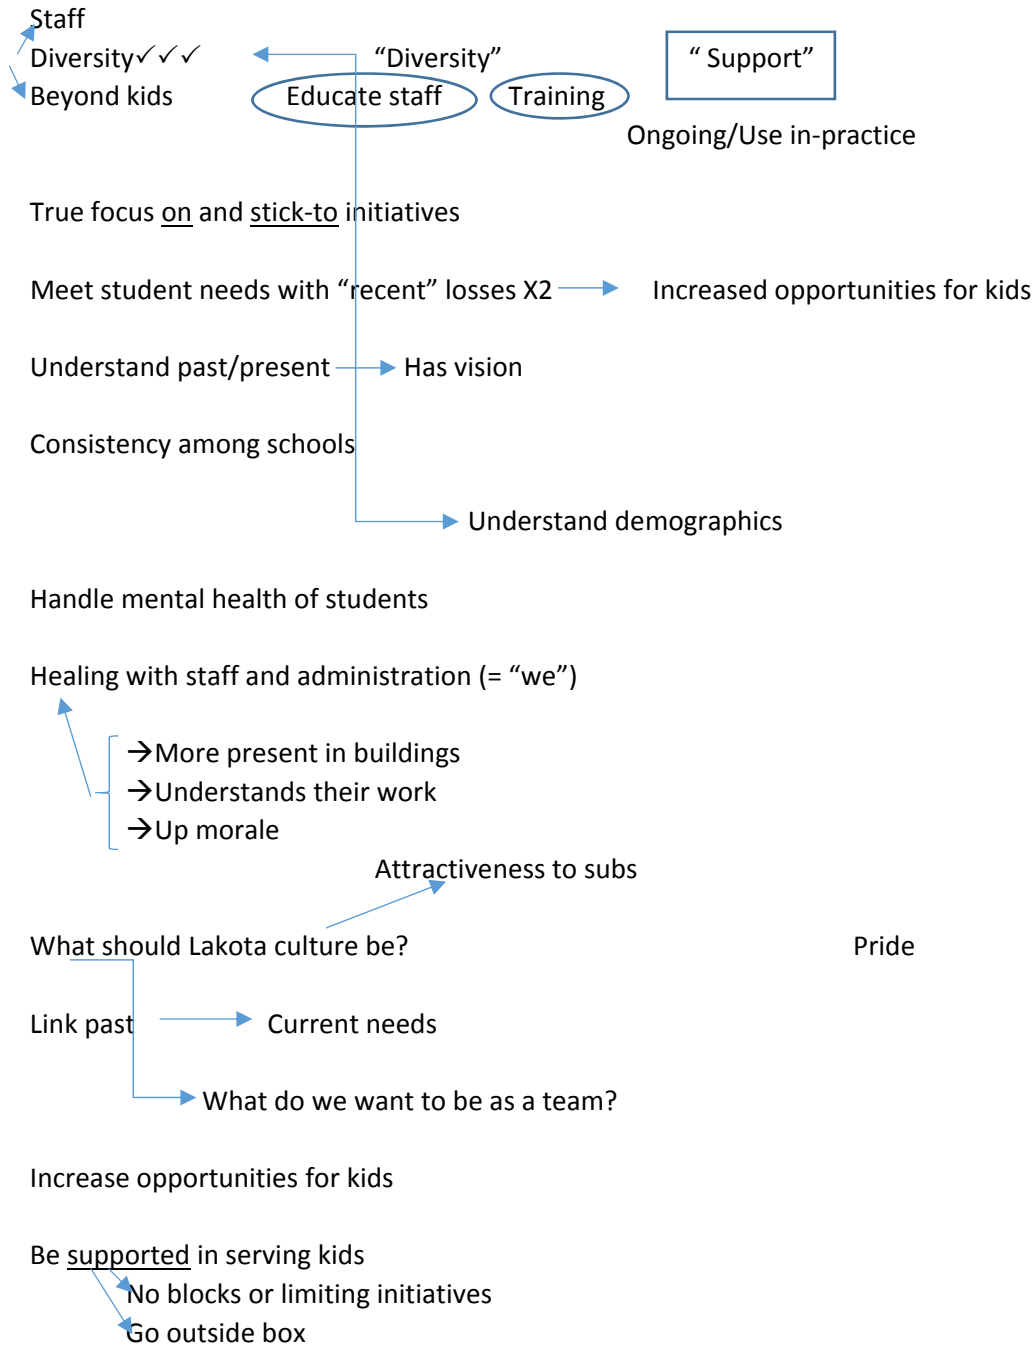 Staff
Diversity✓✓✓ “Diversity” “ Support”
Beyond kids Educate staff Training
Ongoing/Use in-practice
True focus on and stick-to initiatives
Meet student needs with “recent” losses X2 Increased opportunities for kids
Understand past/present Has vision
Consistency among schools
Understand demographics
Handle mental health of students
Healing with staff and administration (= “we”)
→More present in buildings
→Understands their work
→Up morale
Attractiveness to subs
What should Lakota culture be? Pride
Link past Current needs
What do we want to be as a team?
Increase opportunities for kids
Be supported in serving kids
No blocks or limiting initiatives
Go outside box